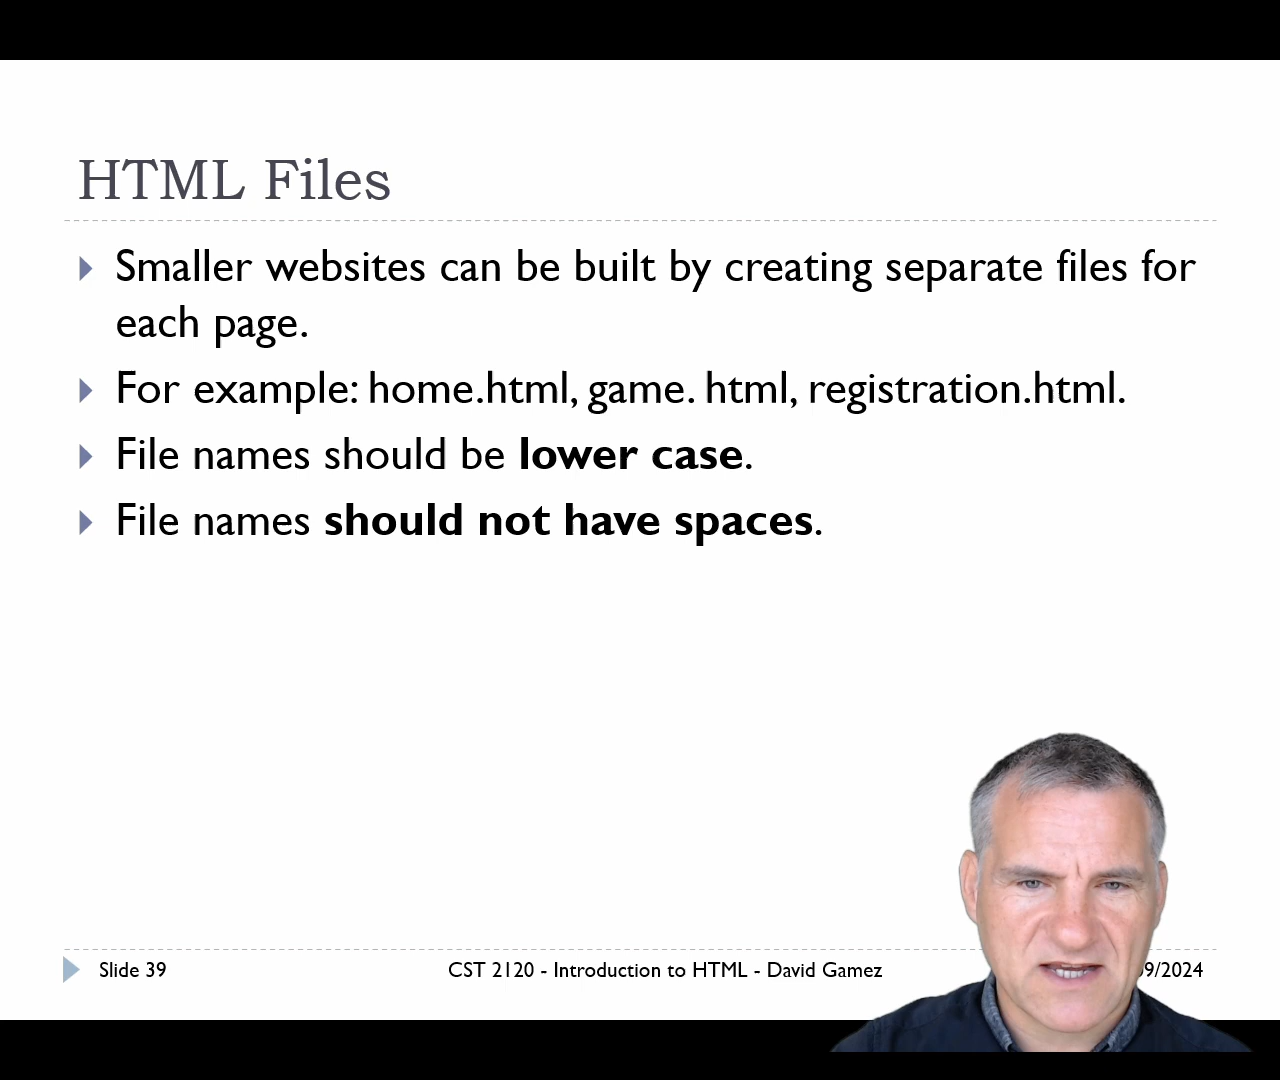 HTML Files
Smaller websites can be built by creating separate files for
each page.
For example: home.html, game. html, registration.html.
File names should be lower case.
File names should not have spaces.
Slide 39
CST 2120 - Introduction to HTML - David Gamez
09/2024